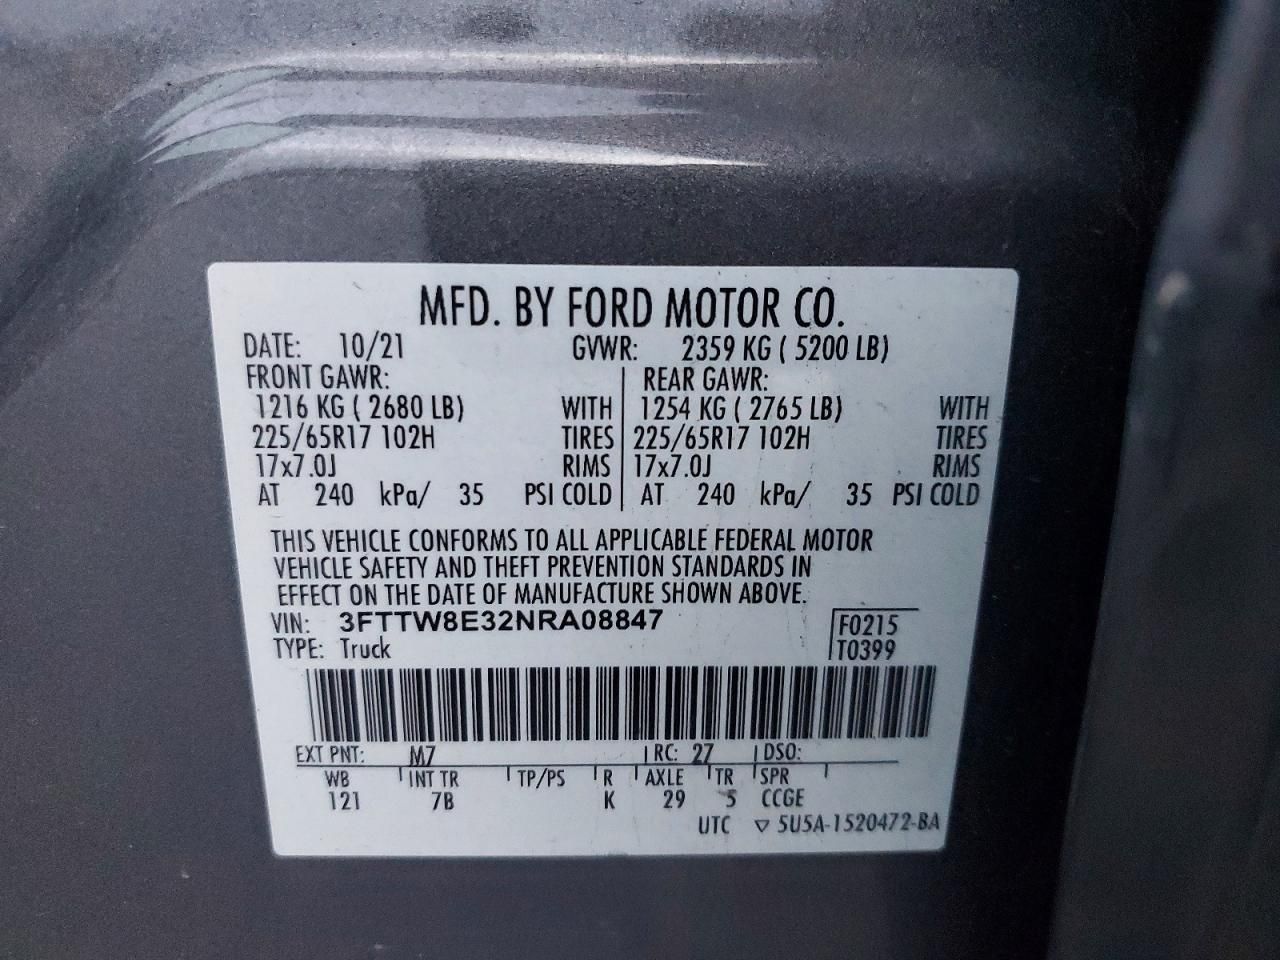 MFD. BY FORD MOTOR CO.
DATE: 10/21 GVWR: 2359 KG ( 5200 LB)
FRONT GAWR: REAR GAWR:
1216 KG ( 2680 LB) WITH 1254 KG ( 2765 LB) WITH
225/65R17 102H TIRES 225/65R17 102H TIRES
17x7.0J RIMS 17x7.0J RIMS
AT 240 kPa/ 35 PSI COLD AT 240 kPa/ 35 PSI COLD
THIS VEHICLE CONFORMS TO ALL APPLICABLE FEDERAL MOTOR
VEHICLE SAFETY AND THEFT PREVENTION STANDARDS IN
EFFECT ON THE DATE OF MANUFACTURE SHOWN ABOVE.
VIN: 3FTTW8E32NRA08847 F0215
TYPE: Truck T0399
EXT PNT: M7 RC: 27 DSO:
WB INT TR TP/PS R AXLE TR SPR
121 7B K 29 5 CCGE
UTC ▽ 5U5A-1520472-BA